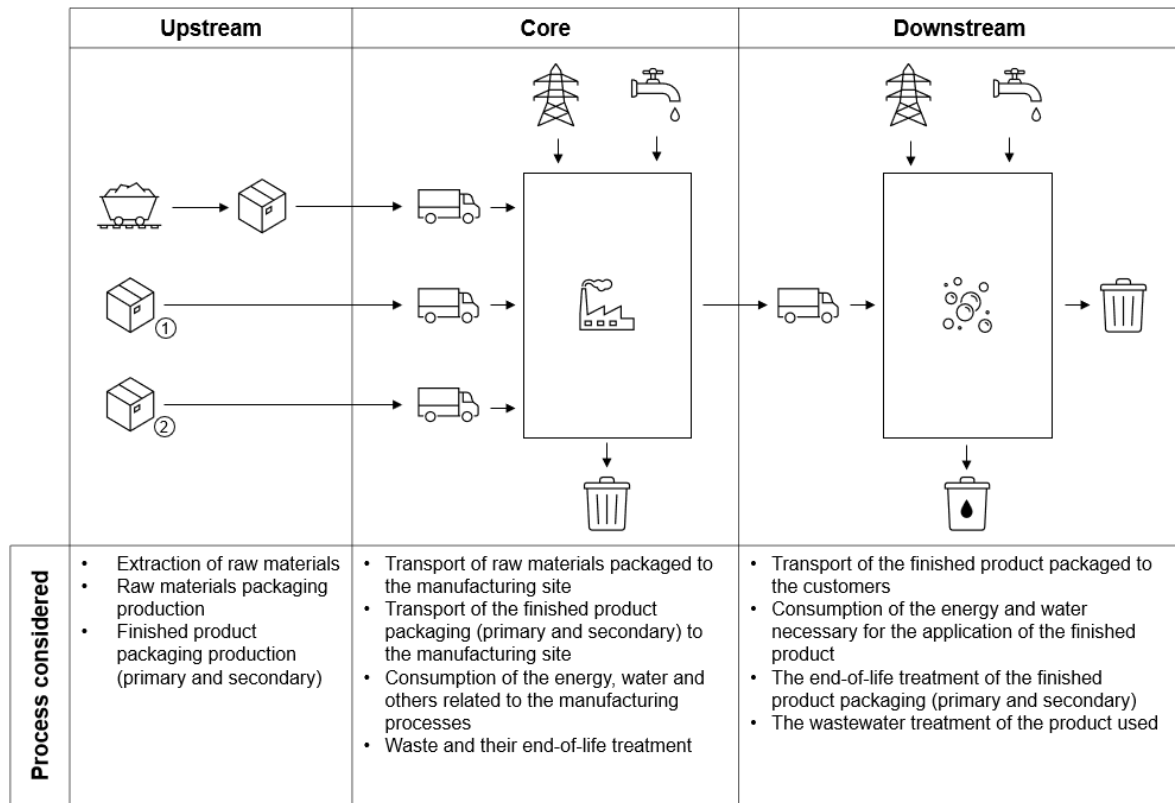 Upstream
Core
Downstream
1
2
Process considered
• Extraction of raw materials
• Raw materials packaging
production
• Finished product
packaging production
(primary and secondary)
• Transport of raw materials packaged to
the manufacturing site
• Transport of the finished product
packaging (primary and secondary) to
the manufacturing site
• Consumption of the energy, water and
others related to the manufacturing
processes
• Waste and their end-of-life treatment
• Transport of the finished product packaged to
the customers
• Consumption of the energy and water
necessary for the application of the finished
product
• The end-of-life treatment of the finished
product packaging (primary and secondary)
• The wastewater treatment of the product used